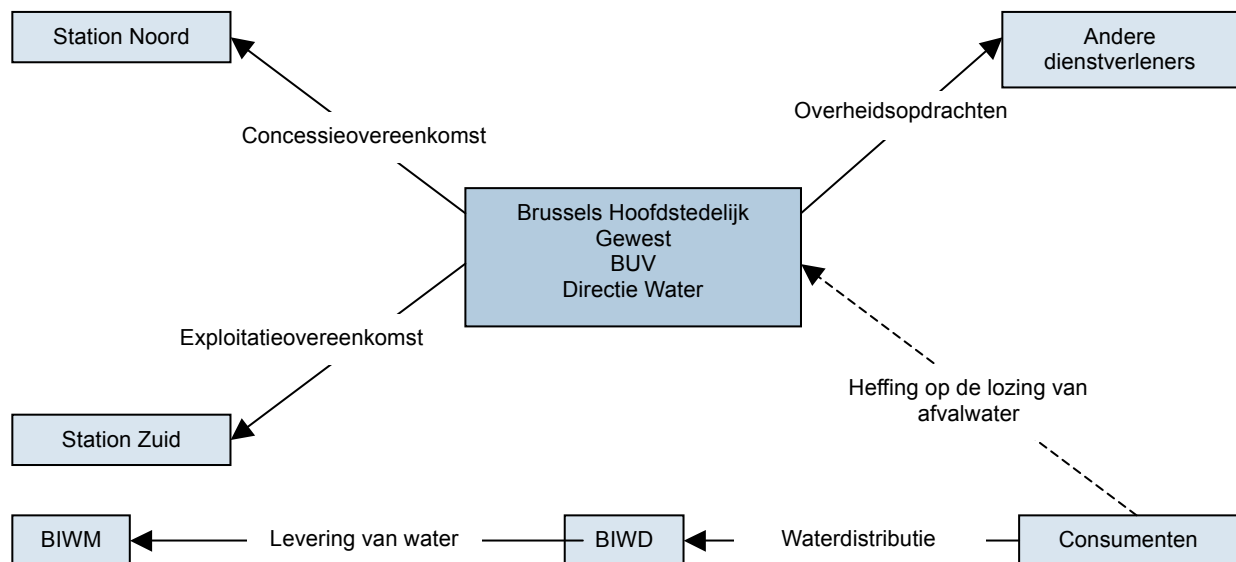 Station Noord
Andere
dienstverleners
Overheidsopdrachten
Concessieovereenkomst
Brussels Hoofdstedelijk
Gewest
BUV
Directie Water
Exploitatieovereenkomst
Heffing op de lozing van
afvalwater
Station Zuid
BIWM
Levering van water
BIWD
Waterdistributie
Consumenten